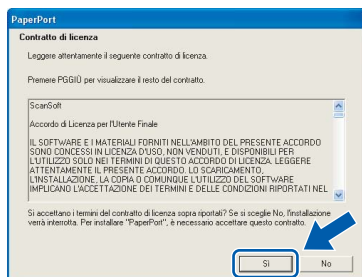 PaperPort
Contratto di licenza
Leggere attentamente il seguente contratto di licenza.
Premere PGGIÙ per visualizzare il resto del contratto.
ScanSoft
Accordo di Licenza per l'Utente Finale
IL SOFTWARE E I MATERIALI FORNITI NELL'AMBITO DEL PRESENTE ACCORDO
SONO CONCESSI IN LICENZA D'USO, NON VENDUTI, E DISPONIBILI PER
L'UTILIZZO SOLO NEI TERMINI DI QUESTO ACCORDO DI LICENZA. LEGGERE
ATTENTAMENTE IL PRESENTE ACCORDO. LO SCARICAMENTO,
L'INSTALLAZIONE, LA COPIA O COMUNQUE L'UTILIZZO DEL SOFTWARE
IMPLICANO L'ACCETTAZIONE DEI TERMINI E DELLE CONDIZIONI RIPORTATI NEL
Si accettano i termini del contratto di licenza sopra riportati? Se si sceglie No, l'installazione
verrà interrotta. Per installare "PaperPort", è necessario accettare questo contratto.
Sì
No